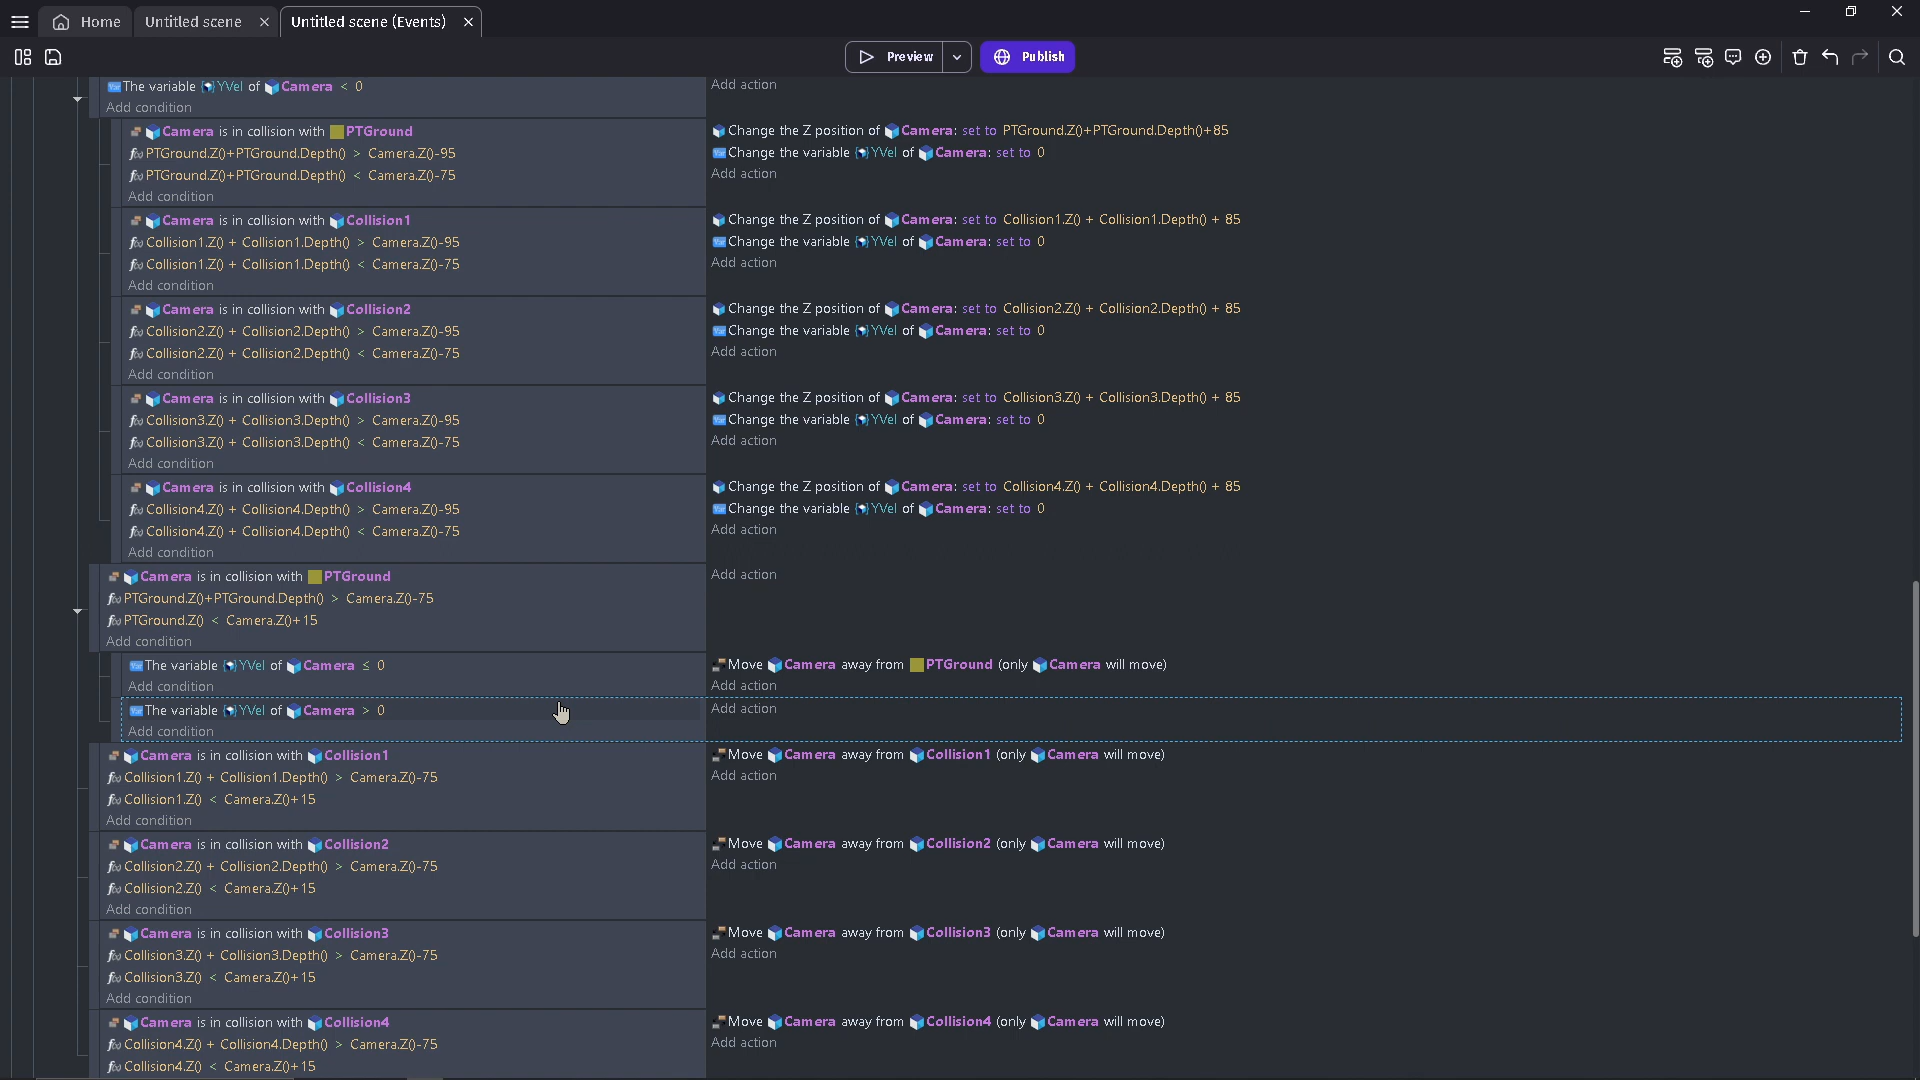 Home
Untitled scene
Untitled scene (Events)
Preview
Publish
The variable YVel of Camera < 0
Add action
Add condition
Camera is in collision with PTGround
Change the Z position of Camera: set to PTGround.Z()+PTGround.Depth()+85
PTGround.Z()+PTGround.Depth() > Camera.Z()-95
Change the variable YVel of Camera: set to 0
PTGround.Z()+PTGround.Depth() < Camera.Z()-75
Add action
Add condition
Camera is in collision with Collision1
Change the Z position of Camera: set to Collision1.Z() + Collision1.Depth() + 85
Collision1.Z() + Collision1.Depth() > Camera.Z()-95
Change the variable YVel of Camera: set to 0
Collision1.Z() + Collision1.Depth() < Camera.Z()-75
Add action
Add condition
Camera is in collision with Collision2
Change the Z position of Camera: set to Collision2.Z() + Collision2.Depth() + 85
Collision2.Z() + Collision2.Depth() > Camera.Z()-95
Change the variable YVel of Camera: set to 0
Collision2.Z() + Collision2.Depth() < Camera.Z()-75
Add action
Add condition
Camera is in collision with Collision3
Change the Z position of Camera: set to Collision3.Z() + Collision3.Depth() + 85
Collision3.Z() + Collision3.Depth() > Camera.Z()-95
Change the variable YVel of Camera: set to 0
Collision3.Z() + Collision3.Depth() < Camera.Z()-75
Add action
Add condition
Camera is in collision with Collision4
Change the Z position of Camera: set to Collision4.Z() + Collision4.Depth() + 85
Collision4.Z() + Collision4.Depth() > Camera.Z()-95
Change the variable YVel of Camera: set to 0
Collision4.Z() + Collision4.Depth() < Camera.Z()-75
Add action
Add condition
Camera is in collision with PTGround
Add action
PTGround.Z()+PTGround.Depth() > Camera.Z()-75
PTGround.Z() < Camera.Z()+15
Add condition
The variable YVel of Camera ≤ 0
Move Camera away from PTGround (only Camera will move)
Add condition
Add action
The variable YVel of Camera > 0
Add action
Add condition
Camera is in collision with Collision1
Move Camera away from Collision1 (only Camera will move)
Collision1.Z() + Collision1.Depth() > Camera.Z()-75
Add action
Collision1.Z() < Camera.Z()+15
Add condition
Camera is in collision with Collision2
Move Camera away from Collision2 (only Camera will move)
Collision2.Z() + Collision2.Depth() > Camera.Z()-75
Add action
Collision2.Z() < Camera.Z()+15
Add condition
Camera is in collision with Collision3
Move Camera away from Collision3 (only Camera will move)
Collision3.Z() + Collision3.Depth() > Camera.Z()-75
Add action
Collision3.Z() < Camera.Z()+15
Add condition
Camera is in collision with Collision4
Move Camera away from Collision4 (only Camera will move)
Collision4.Z() + Collision4.Depth() > Camera.Z()-75
Add action
Collision4.Z() < Camera.Z()+15